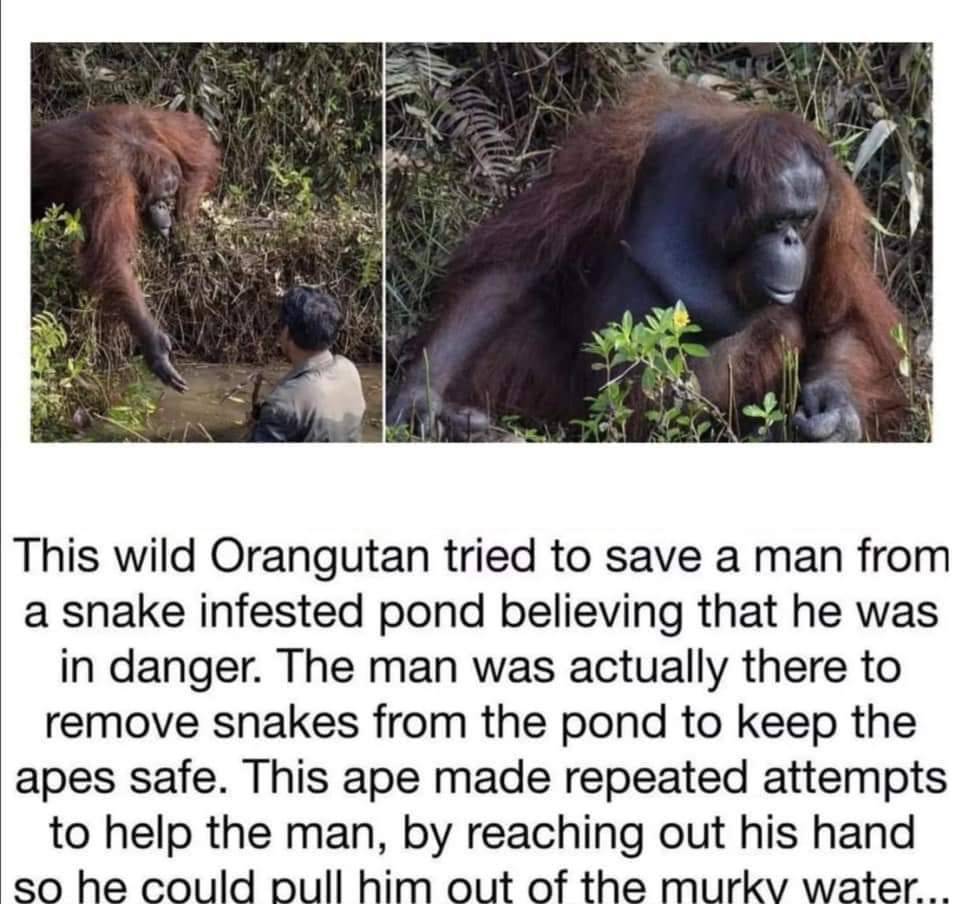 This wild Orangutan tried to save a man from
a snake infested pond believing that he was
in danger. The man was actually there to
remove snakes from the pond to keep the
apes safe. This ape made repeated attempts
to help the man, by reaching out his hand
so he could pull him out of the murky water...